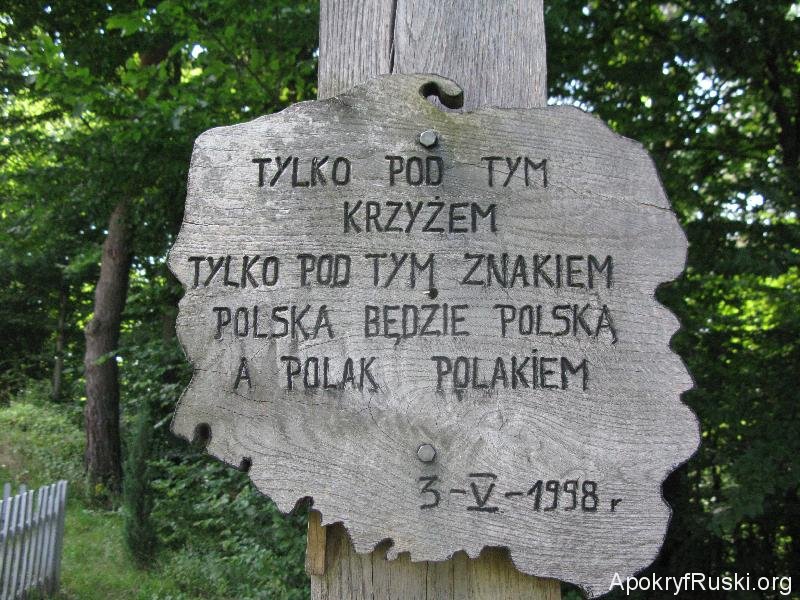 TYLKO POD TYM
KRZYŻEM
TYLKO POD TYM ZNAKIEM
POLSKA BĘDZIE POLSKĄ
A POLAK POLAKiEM
3-V-1998 r
ApokryfRuski.org